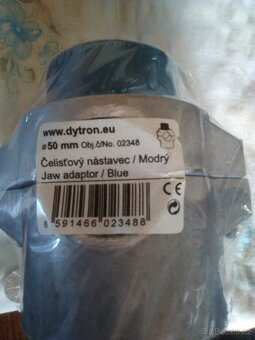 www.dytron.eu
ø50 mm Obj.č/No. 02348
Čelisťový nástavec / Modrý
Jaw adaptor / Blue
CE
8 591466 023488